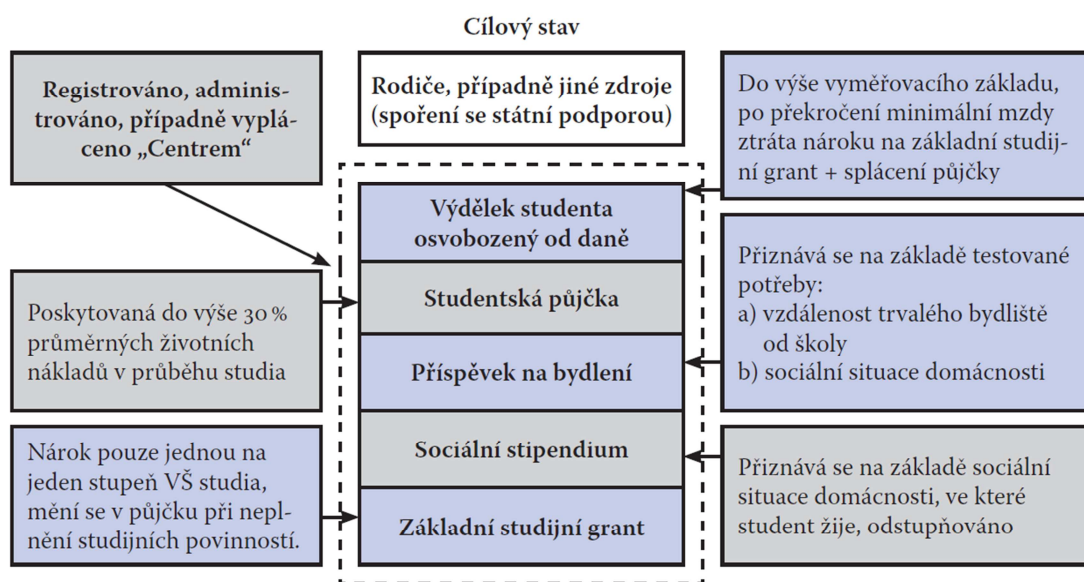 Cílový stav
Registrováno, adminis-
trováno, případně vyplá-
ceno „Centrem“
Rodiče, případně jiné zdroje
(spoření se státní podporou)
Do výše vyměřovacího základu,
po překročení minimální mzdy
ztráta nároku na základní studij-
ní grant + splácení půjčky
Výdělek studenta
osvobozený od daně
Studentská půjčka
Příspěvek na bydlení
Sociální stipendium
Základní studijní grant
Poskytovaná do výše 30 %
průměrných životních
nákladů v průběhu studia
Nárok pouze jednou na
jeden stupeň VŠ studia,
mění se v půjčku při nepl-
nění studijních povinností.
Přiznává se na základě testované
potřeby:
a) vzdálenost trvalého bydliště
od školy
b) sociální situace domácnosti
Přiznává se na základě sociální
situace domácnosti, ve které
student žije, odstupňováno